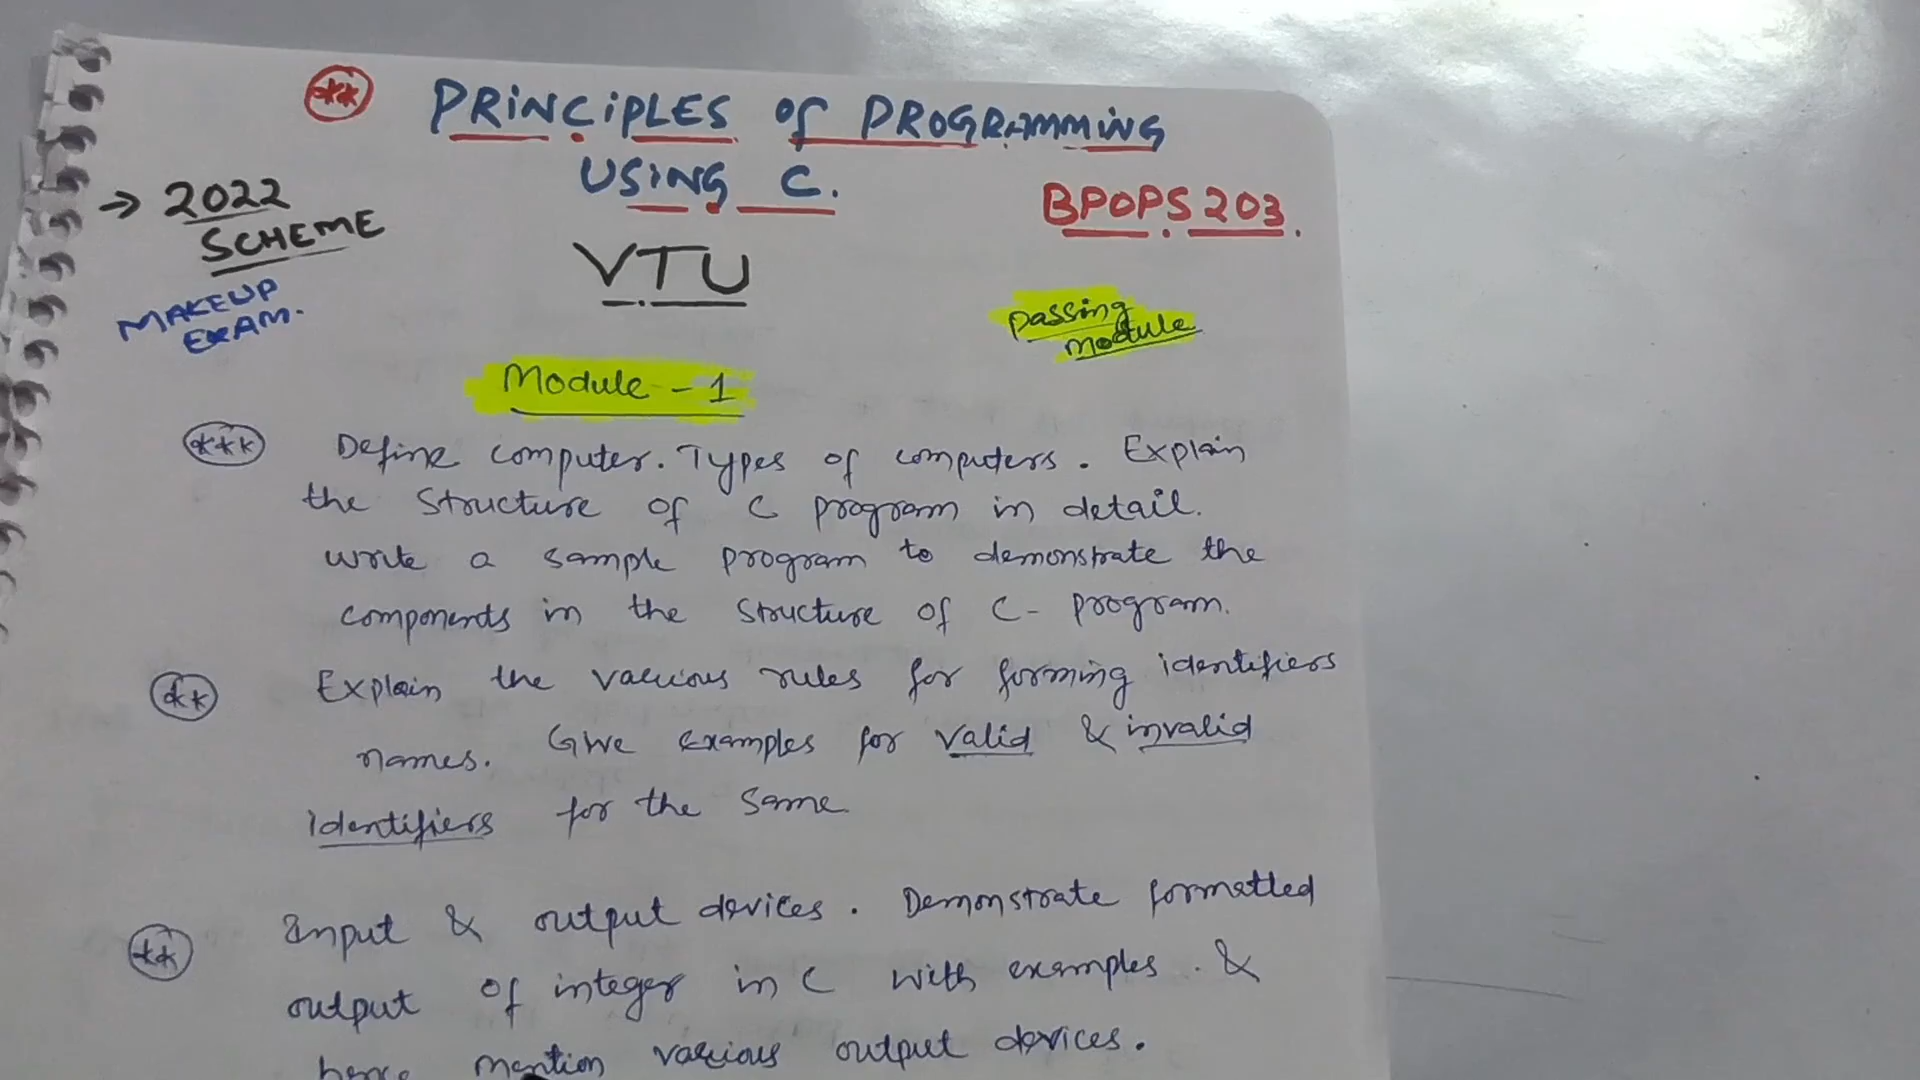 ** PRINCIPLES OF PROGRAMMING
USING C.
→ 2022
SCHEME
BPOPS 203.
VTU
MAKEUP
EXAM.
passing
module
Module - 1
*** Define computer. Types of computers. Explain
the structure of C program in detail.
write a sample program to demonstrate the
components in the structure of C- program.
** Explain the various rules for forming identifiers
names. Give examples for valid & invalid
identifiers for the same
** Input & output devices. Demonstrate formatted
output of integer in C with examples. &
hence mention various output devices.